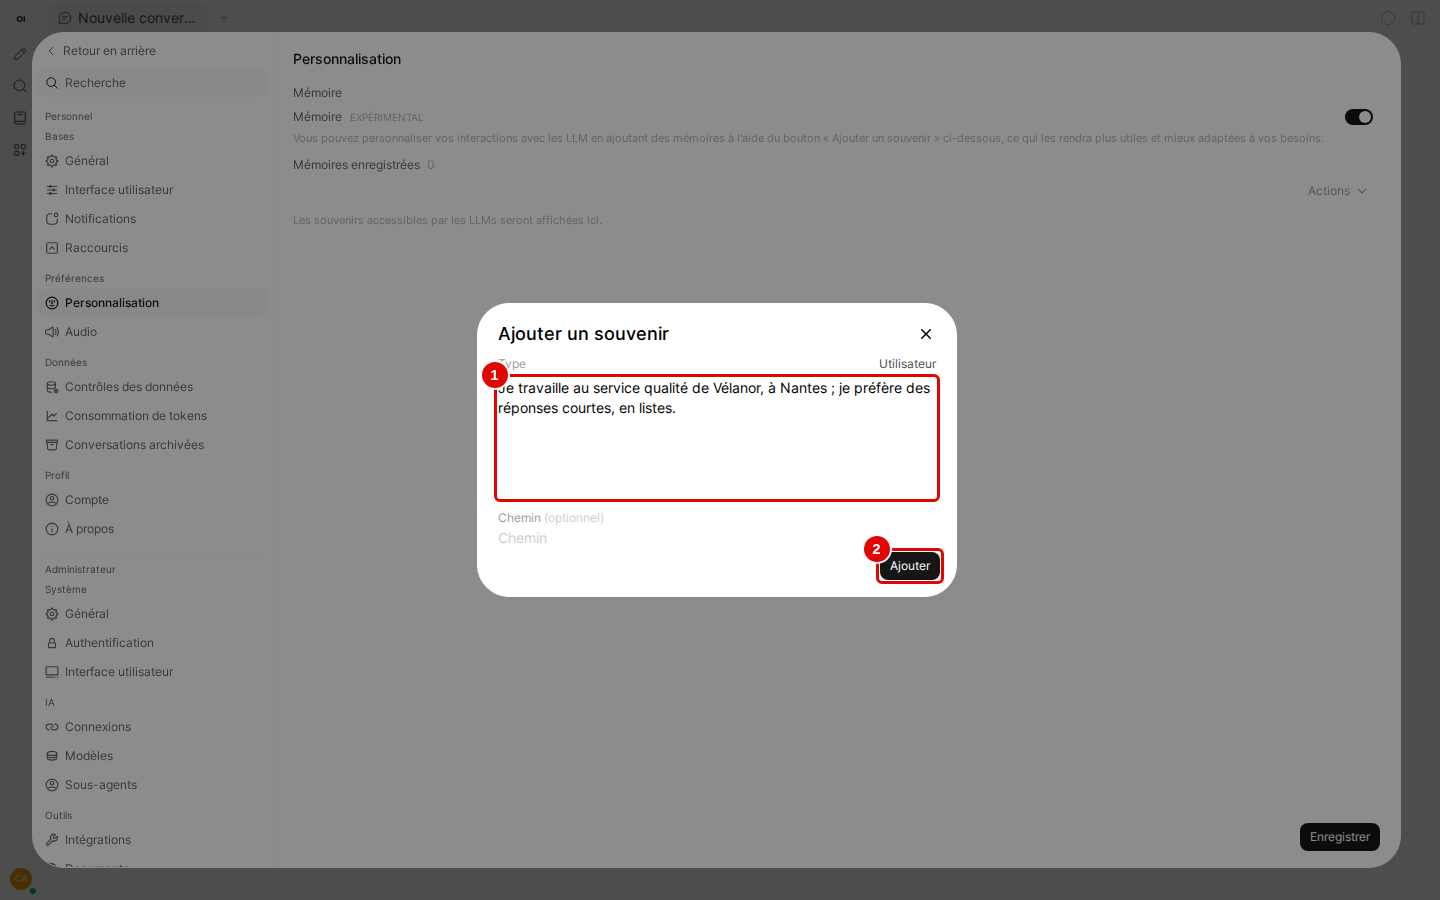 OI
Nouvelle conver...
Retour en arrière
Recherche
Personnel
Bases
Général
Interface utilisateur
Notifications
Raccourcis
Préférences
Personnalisation
Audio
Données
Contrôles des données
Consommation de tokens
Conversations archivées
Profil
Compte
À propos
Administrateur
Système
Général
Authentification
Interface utilisateur
IA
Connexions
Modèles
Sous-agents
Outils
Intégrations
CA
Personnalisation
Mémoire
Mémoire EXPÉRIMENTAL
Vous pouvez personnaliser vos interactions avec les LLM en ajoutant des mémoires à l'aide du bouton « Ajouter un souvenir » ci-dessous, ce qui les rendra plus utiles et mieux adaptées à vos besoins.
Mémoires enregistrées 0
Actions
Les souvenirs accessibles par les LLMs seront affichées ici.
Ajouter un souvenir
Type Utilisateur
1
Je travaille au service qualité de Vélanor, à Nantes ; je préfère des
réponses courtes, en listes.
Chemin (optionnel)
Chemin
2
Ajouter
Enregistrer